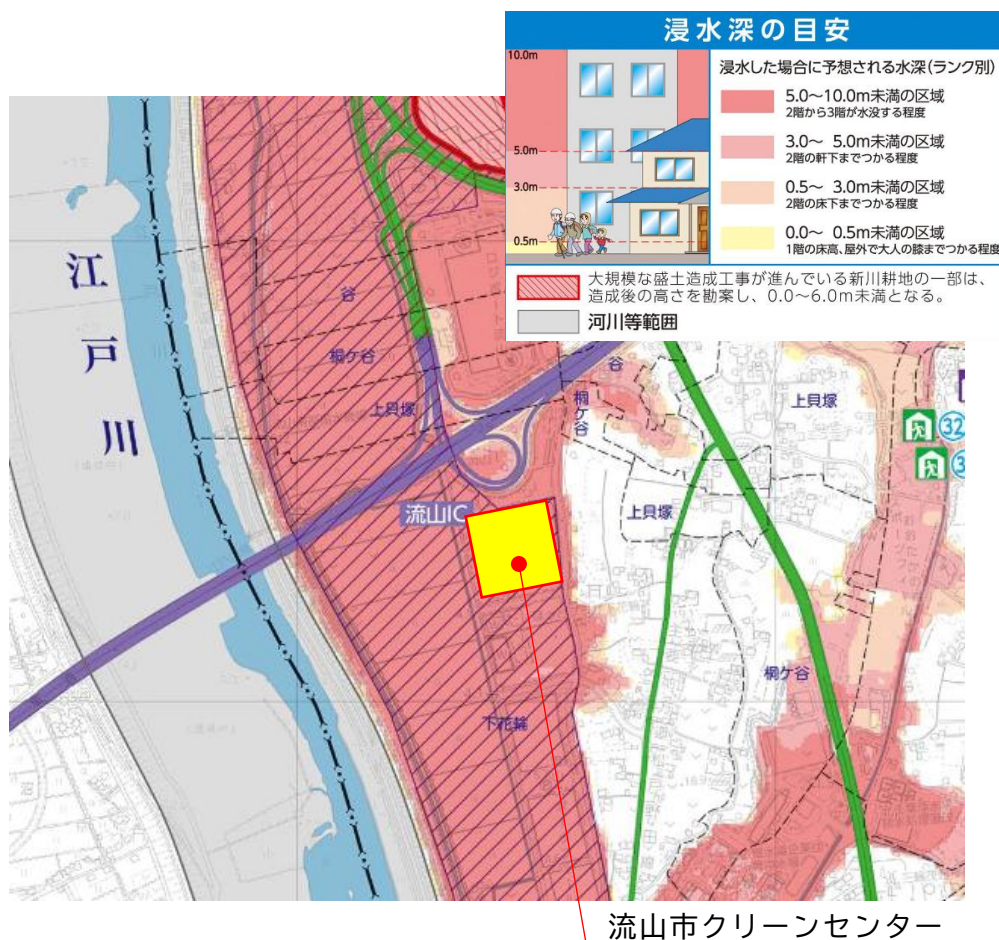 浸水深の目安
10.0m
5.0m
3.0m
0.5m
浸水した場合に予想される水深(ランク別)
5.0〜10.0m未満の区域
2階から3階が水没する程度
3.0〜 5.0m未満の区域
2階の軒下までつかる程度
0.5〜 3.0m未満の区域
2階の床下までつかる程度
0.0〜 0.5m未満の区域
1階の床高、屋外で大人の膝までつかる程度
大規模な盛土造成工事が進んでいる新川耕地の一部は、
造成後の高さを勘案し、0.0〜6.0m未満となる。
河川等範囲
江戸川
谷
桐ケ谷
上貝塚
谷
桐ケ谷
上貝塚
32
流山IC
上貝塚
桐ケ谷
下花輪
流山市クリーンセンター